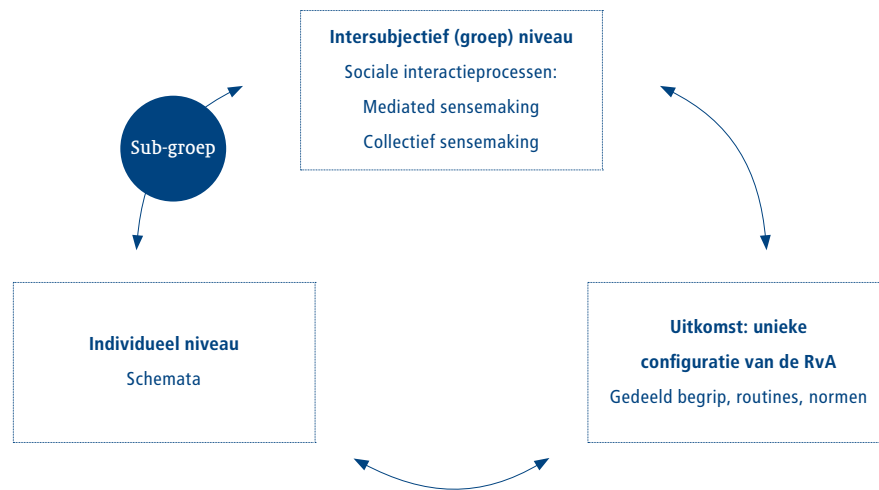 Intersubjectief (groep) niveau
Sociale interactieprocessen:
Mediated sensemaking
Collectief sensemaking
Sub-groep
Individueel niveau
Schemata
Uitkomst: unieke
configuratie van de RvA
Gedeeld begrip, routines, normen